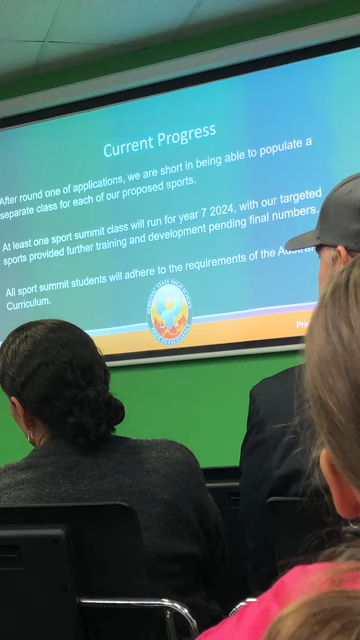 Current Progress
After round one of applications, we are short in being able to populate a
separate class for each of our proposed sports.
At least one sport summit class will run for year 7 2024, with our targeted
sports provided further training and development pending final numbers.
All sport summit students will adhere to the requirements of the
Curriculum.